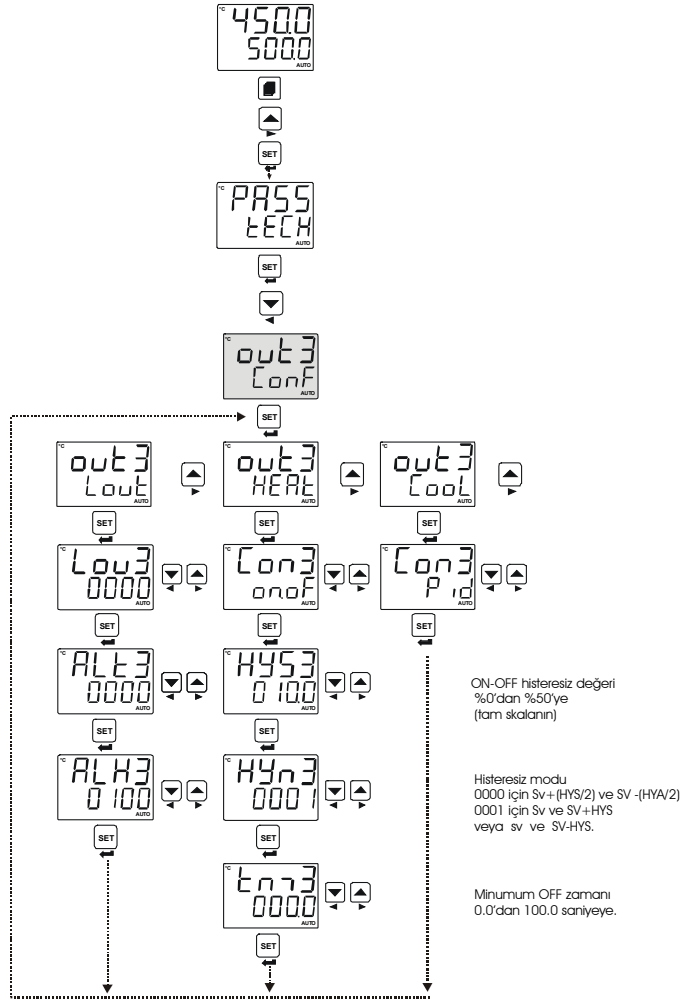 °C 450.0
500.0
AUTO
SET
°C PASS
tECH
AUTO
SET
°C out3
ConF
AUTO
SET
°C out3
Lout
AUTO
°C out3
HEAt
AUTO
°C out3
CooL
AUTO
SET
SET
SET
°C Lou3
0000
AUTO
°C Con3
onoF
AUTO
°C Con3
Pid
AUTO
SET
SET
SET
°C ALt3
0000
AUTO
°C HYS3
010.0
AUTO
ON-OFF histeresiz değeri
%0'dan %50'ye
(tam skalanın)
SET
SET
°C ALH3
0100
AUTO
°C HYn3
0001
AUTO
Histeresiz modu
0000 için Sv+(HYS/2) ve SV -(HYA/2)
0001 için Sv ve SV+HYS
veya sv ve SV-HYS.
SET
SET
°C
000.0
AUTO
Minumum OFF zamanı
0.0'dan 100.0 saniyeye.
SET